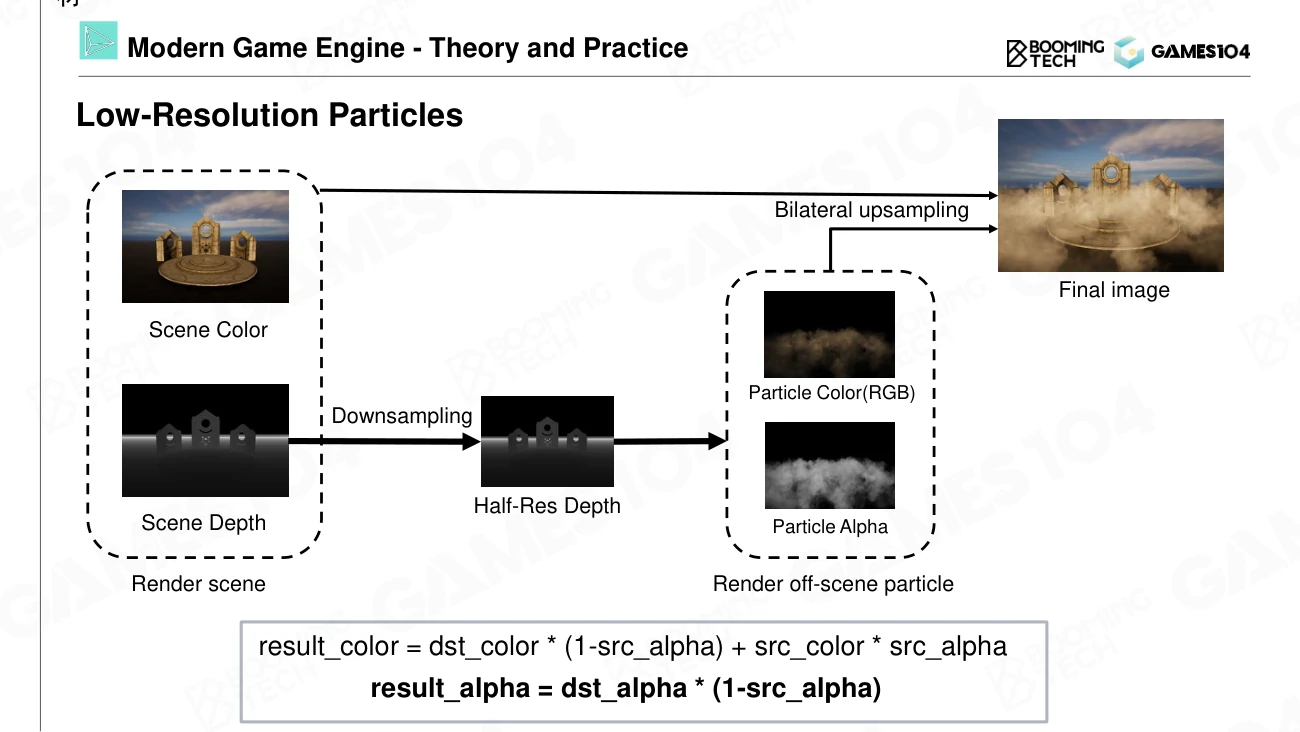 Modern Game Engine - Theory and Practice
BOOMING
TECH
GAMES104
Low-Resolution Particles
Bilateral upsampling
Final image
Scene Color
Particle Color(RGB)
Downsampling
Half-Res Depth
Scene Depth
Particle Alpha
Render scene
Render off-scene particle
result_color = dst_color * (1-src_alpha) + src_color * src_alpha
result_alpha = dst_alpha * (1-src_alpha)